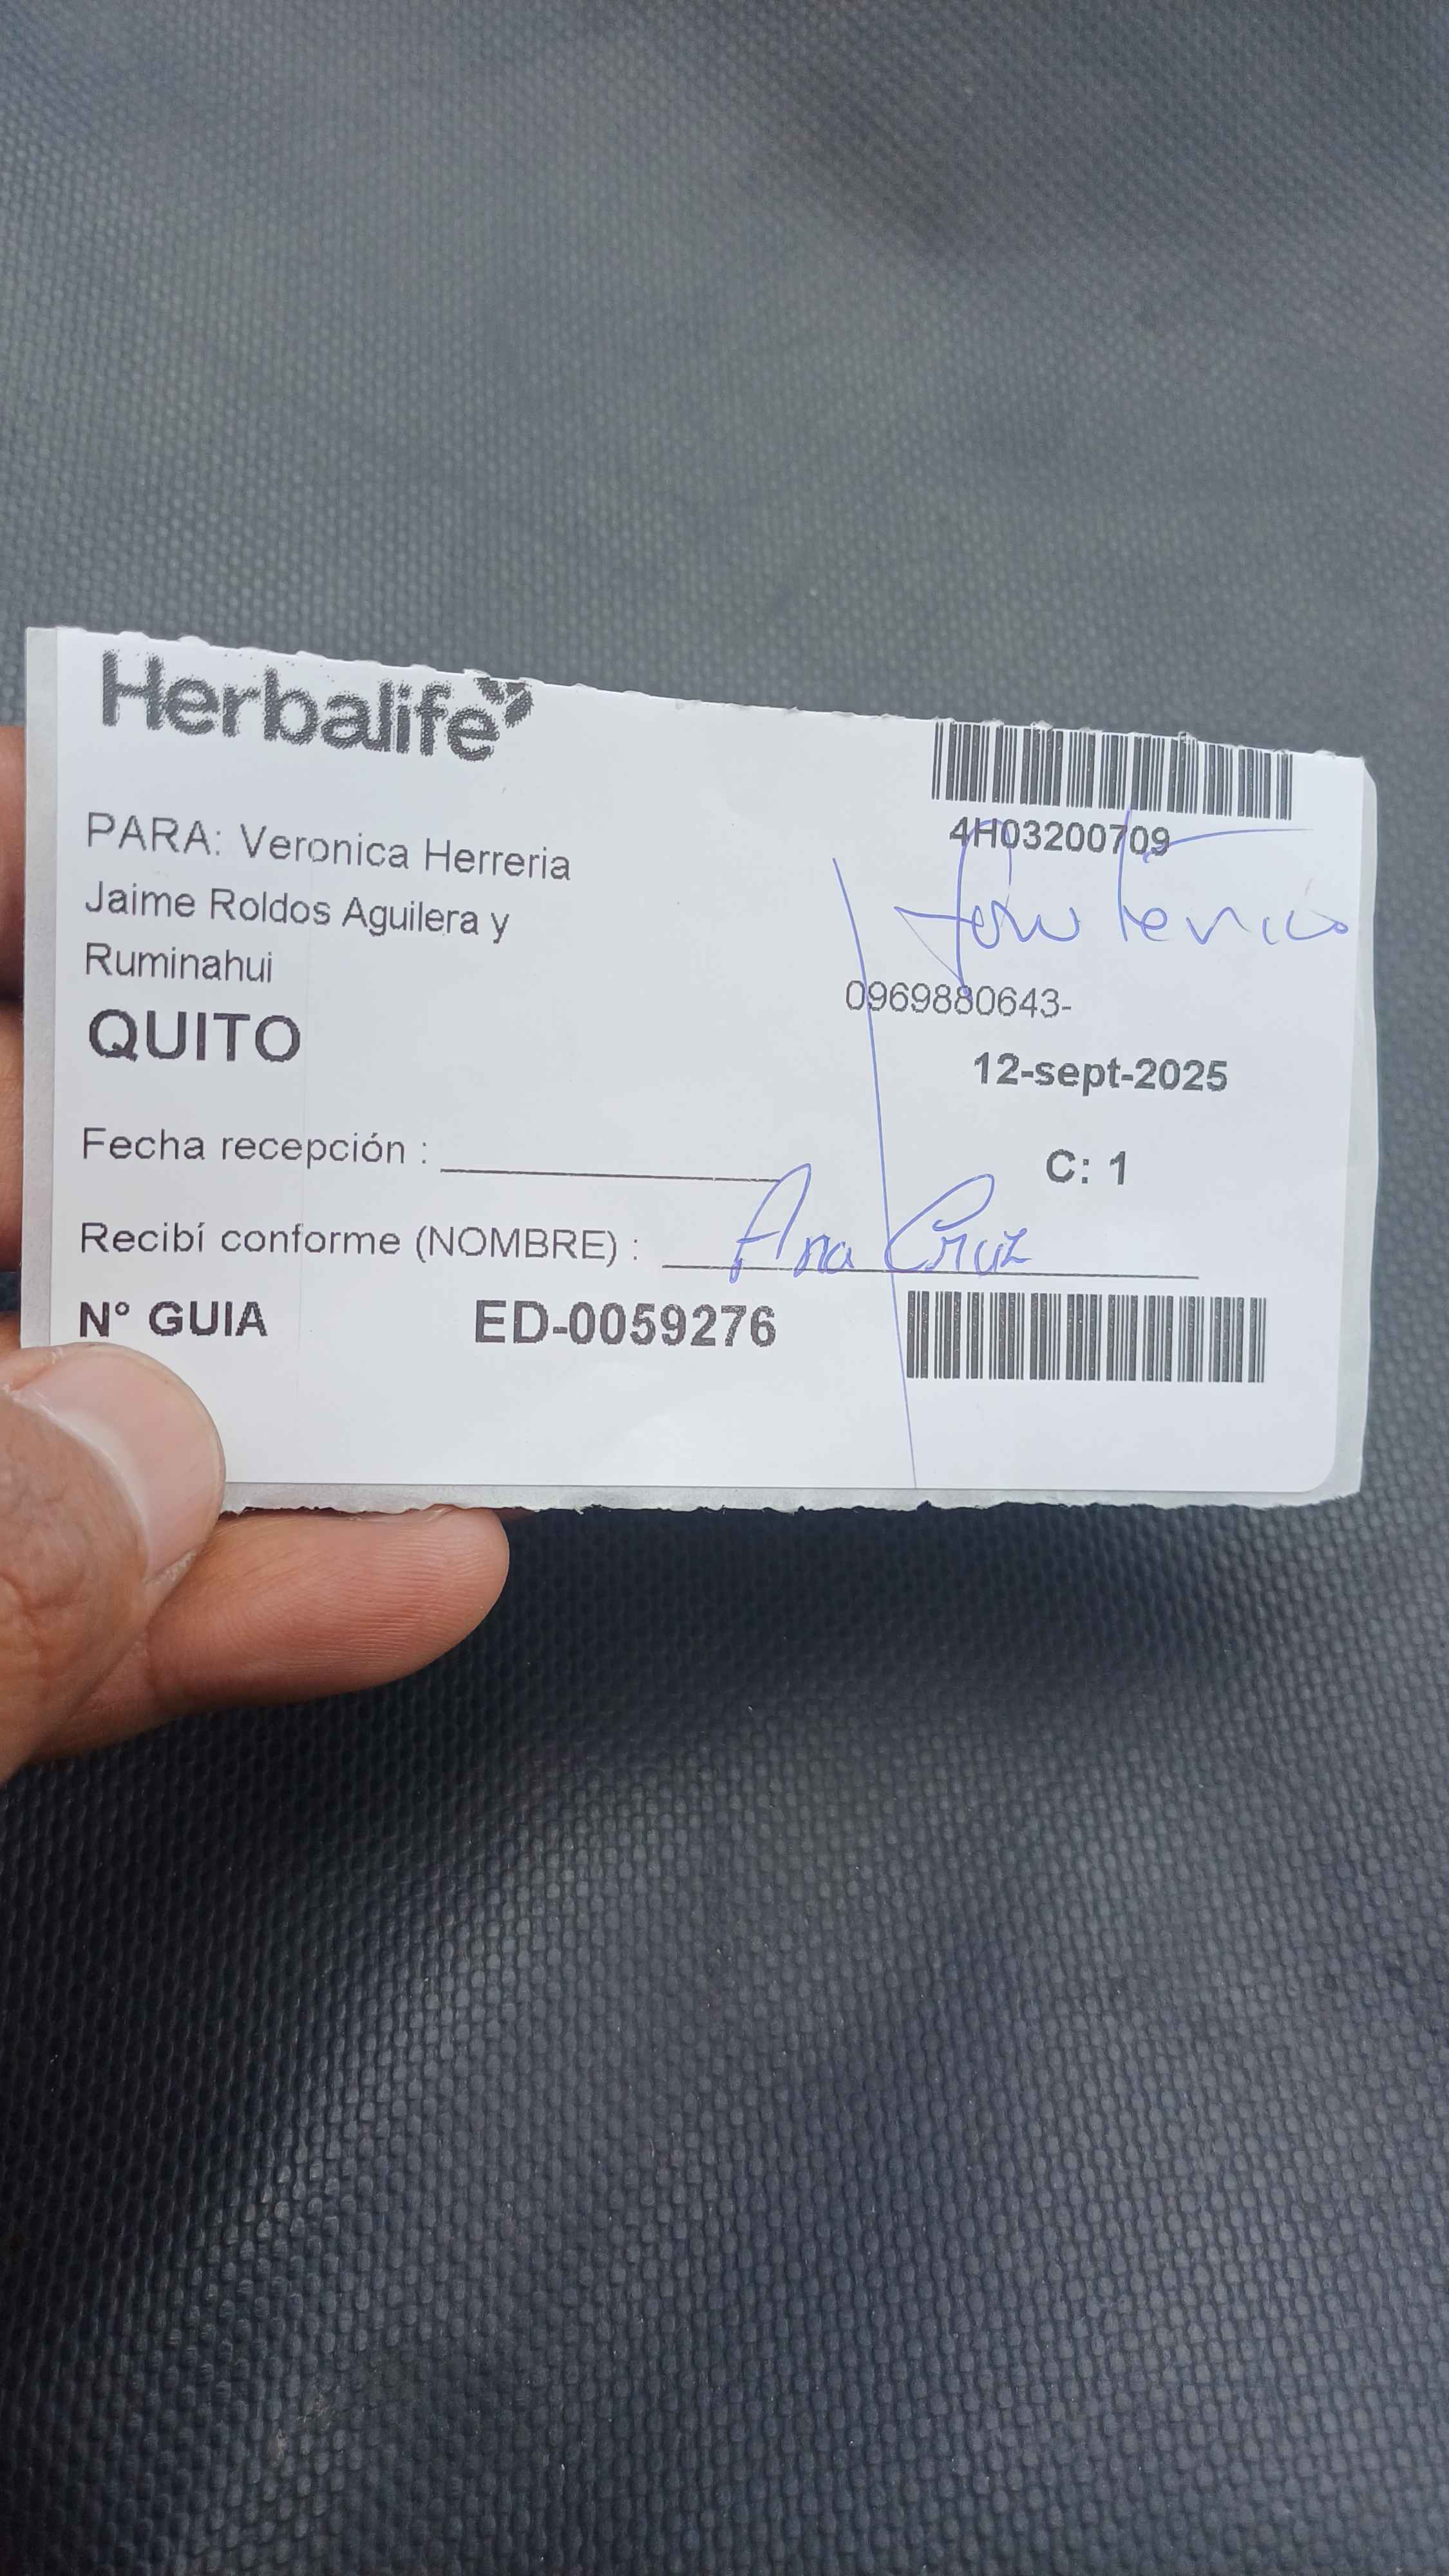 Herbalife
4H03200709
PARA: Veronica Herreria
Jaime Roldos Aguilera y
Ruminahui
0969880643-
QUITO
12-sept-2025
Fecha recepción :
C: 1
Recibí conforme (NOMBRE) : Ana Cruz
N° GUIA ED-0059276